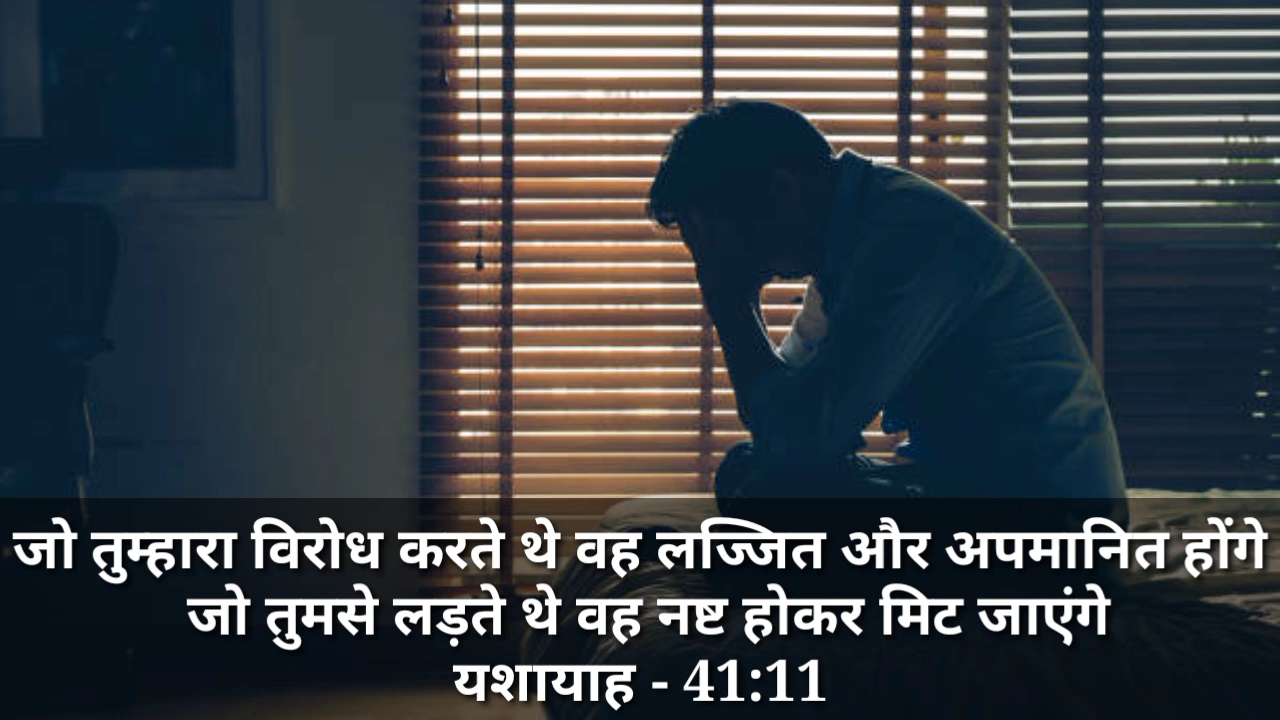 जो तुम्हारा विरोध करते थे वह लज्जित और अपमानित होंगे
जो तुमसे लड़ते थे वह नष्ट होकर मिट जाएंगे
यशायाह - 41:11